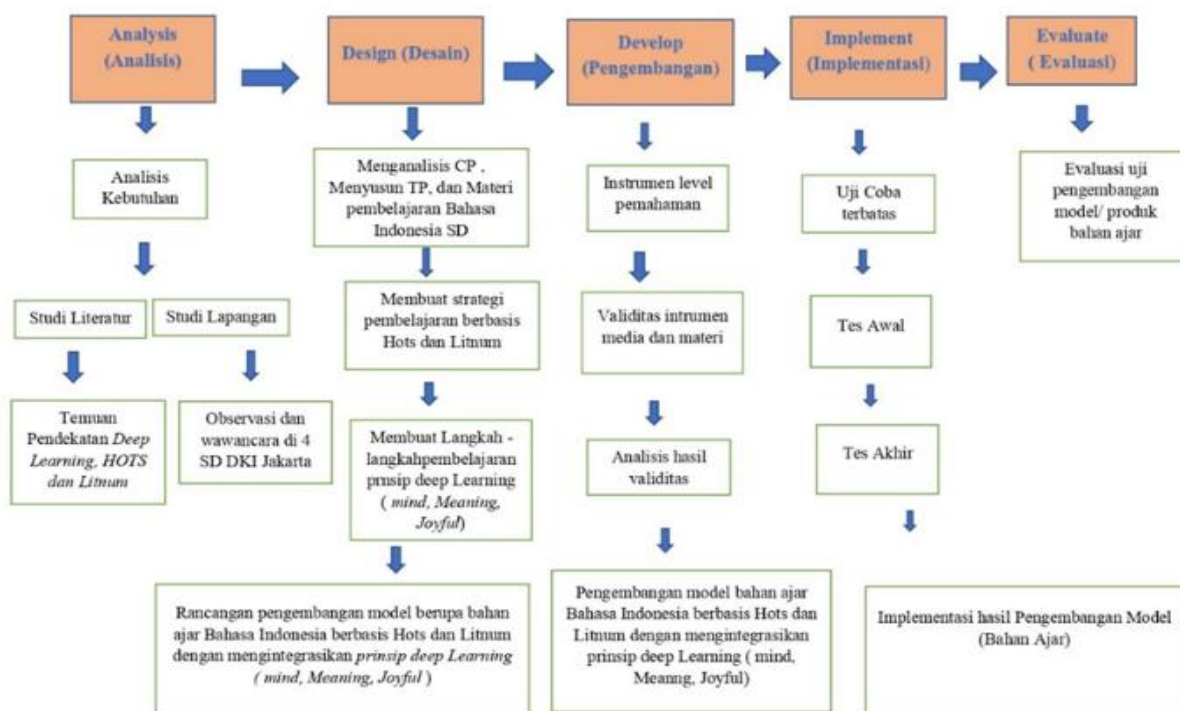 Analysis
(Analisis)
Design (Desain)
Develop
(Pengembangan)
Implement
(Implementasi)
Evaluate
( Evaluasi)
Analisis
Kebutuhan
Studi Literatur
Studi Lapangan
Temuan
Pendekatan Deep
Learning, HOTS
dan Litnum
Observasi dan
wawancara di 4
SD DKI Jakarta
Menganalisis CP ,
Menyusun TP, dan Materi
pembelajaran Bahasa
Indonesia SD
Membuat strategi
pembelajaran berbasis
Hots dan Litnum
Membuat Langkah -
langkahpembelajaran
prnsip deep Learning
( mind, Meaning,
Joyful)
Rancangan pengembangan model berupa bahan
ajar Bahasa Indonesia berbasis Hots dan Litnum
dengan mengintegrasikan prinsip deep Learning
( mind, Meaning, Joyful )
Instrumen level
pemahaman
Validitas intrumen
media dan materi
Analisis hasil
validitas
Pengembangan model bahan ajar
Bahasa Indonesia berbasis Hots dan
Litnum dengan mengintegrasikan
prinsip deep Learning ( mind,
Meanng, Joyful)
Uji Coba
terbatas
Tes Awal
Tes Akhir
Implementasi hasil Pengembangan Model
(Bahan Ajar)
Evaluasi uji
pengembangan
model/ produk
bahan ajar